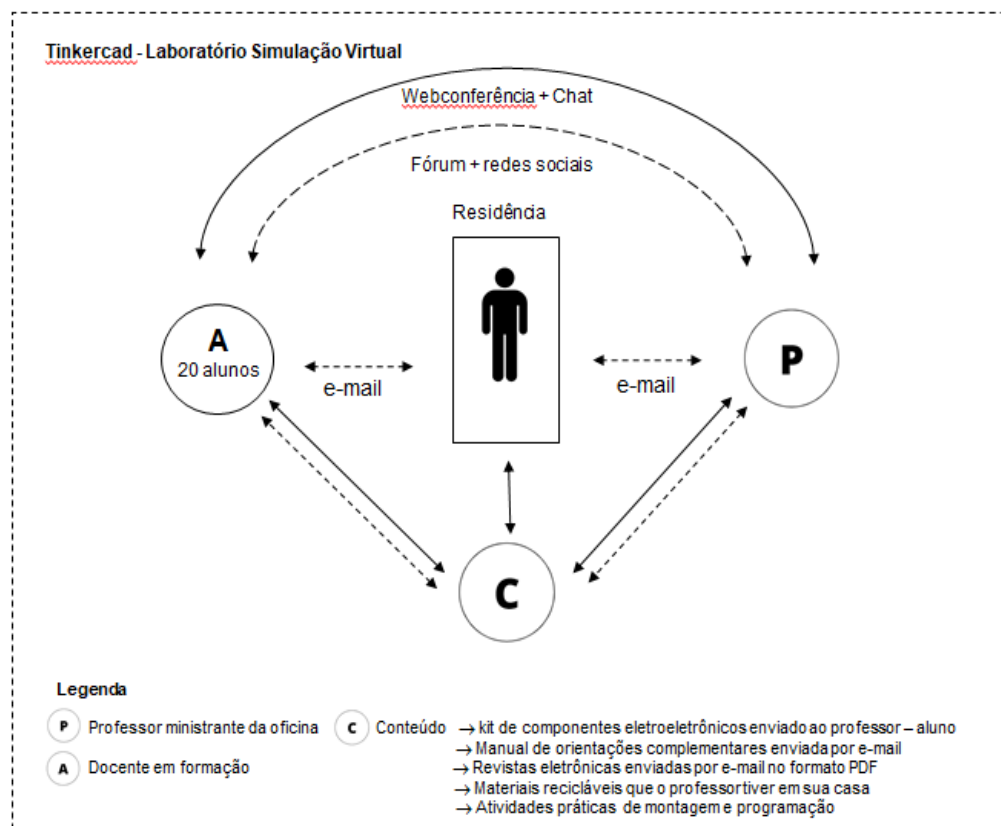 Tinkercad - Laboratório Simulação Virtual
Webconferência + Chat
Fórum + redes sociais
Residência
A
20 alunos
e-mail
e-mail
P
C
Legenda
P Professor ministrante da oficina
A Docente em formação
C Conteúdo → kit de componentes eletroeletrônicos enviado ao professor – aluno
→ Manual de orientações complementares enviada por e-mail
→ Revistas eletrônicas enviadas por e-mail no formato PDF
→ Materiais recicláveis que o professor tiver em sua casa
→ Atividades práticas de montagem e programação